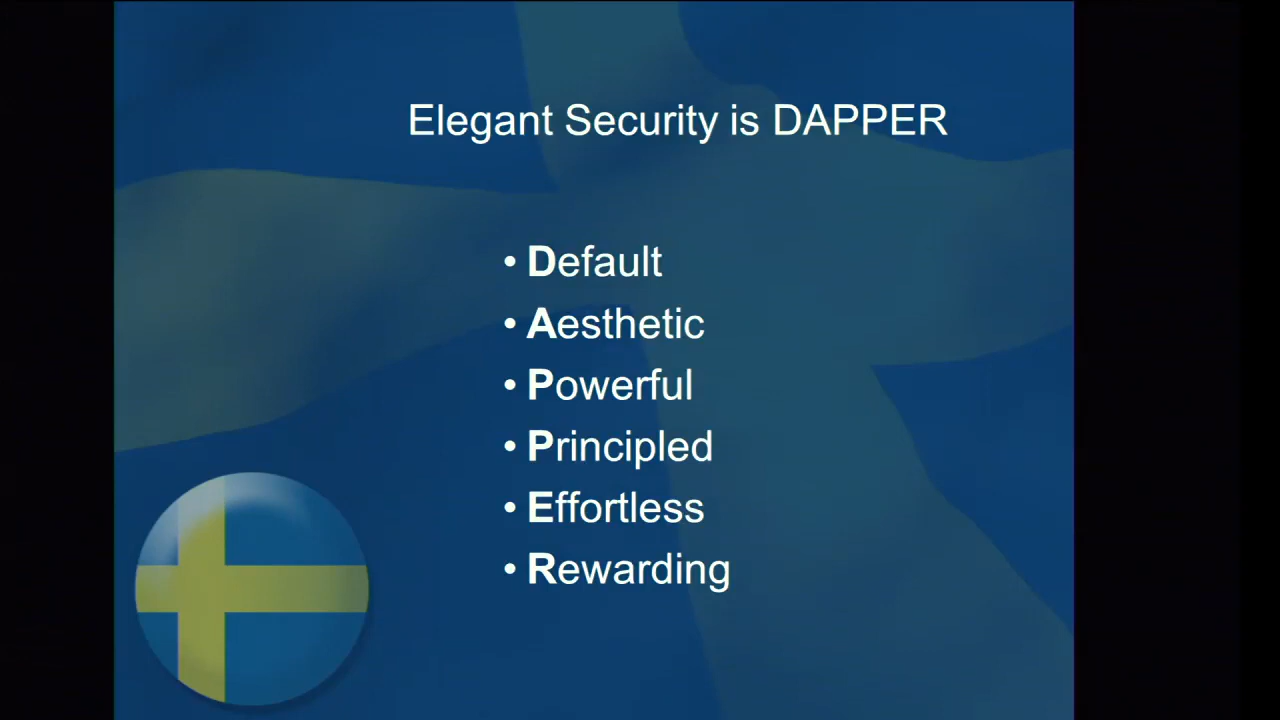 Elegant Security is DAPPER
• Default
• Aesthetic
• Powerful
• Principled
• Effortless
• Rewarding